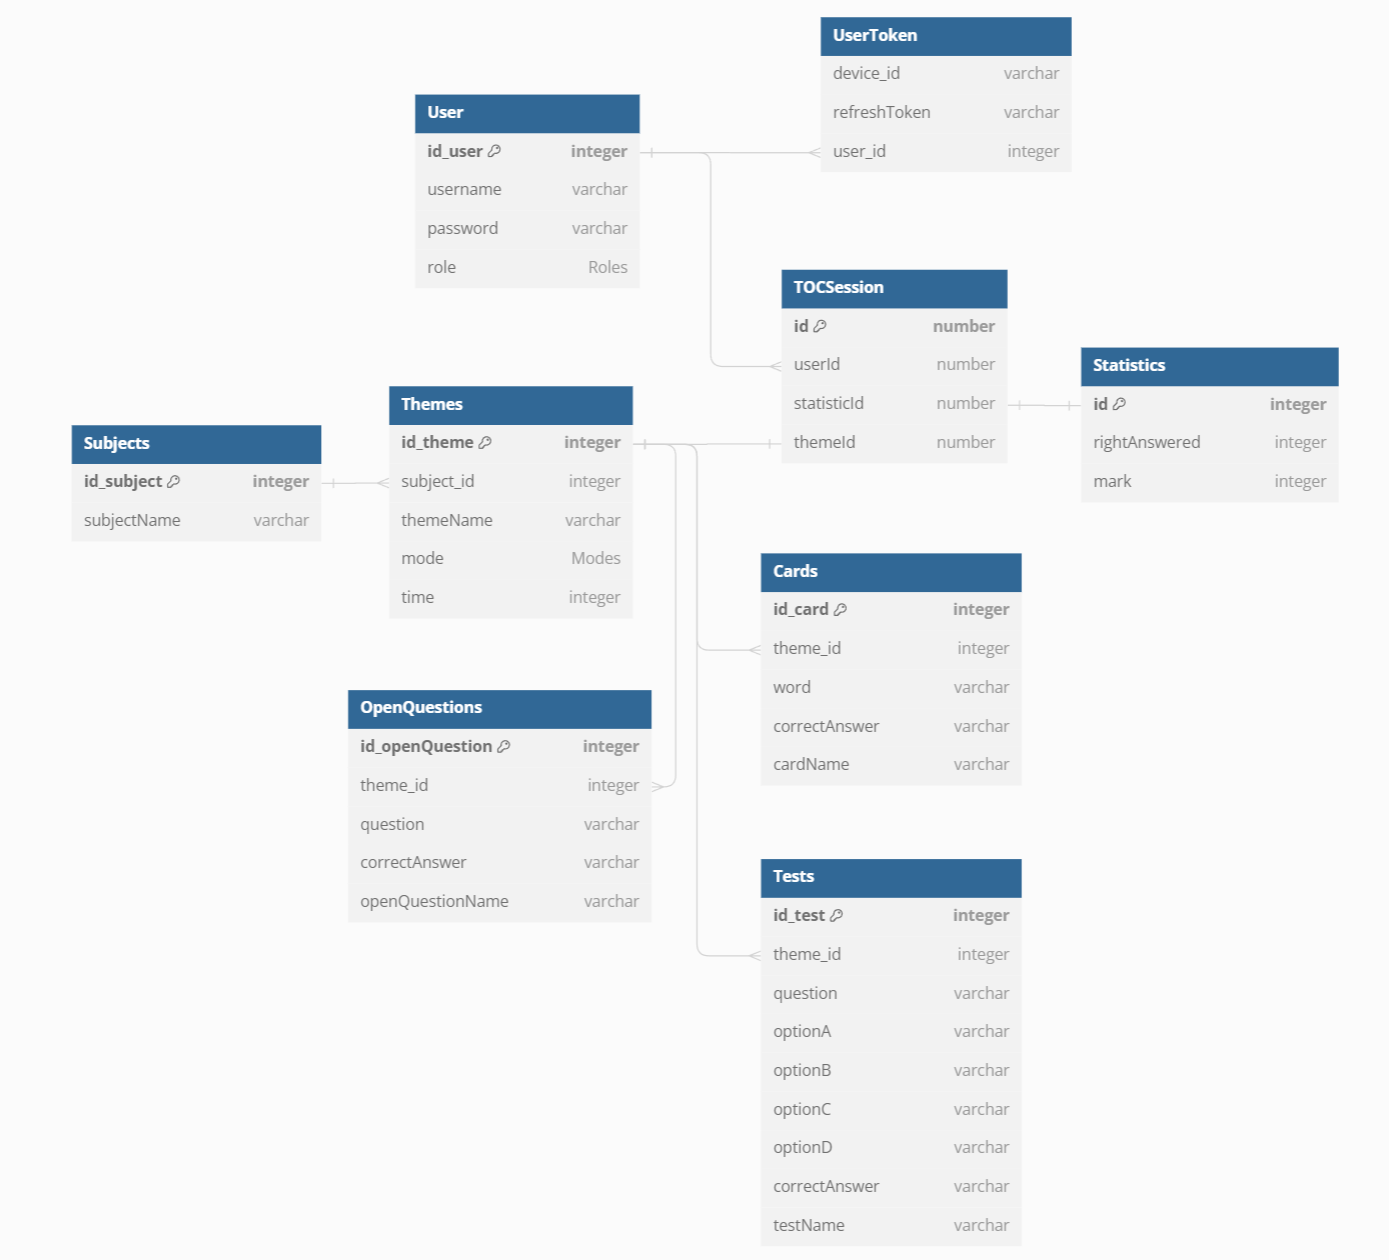 UserToken
device_id varchar
refreshToken varchar
user_id integer
User
id_user integer
username varchar
password varchar
role Roles
TOCSession
id number
userId number
statisticId number
themeId number
Statistics
id integer
rightAnswered integer
mark integer
Themes
id_theme integer
subject_id integer
themeName varchar
mode Modes
time integer
Subjects
id_subject integer
subjectName varchar
Cards
id_card integer
theme_id integer
word varchar
correctAnswer varchar
cardName varchar
OpenQuestions
id_openQuestion integer
theme_id integer
question varchar
correctAnswer varchar
openQuestionName varchar
Tests
id_test integer
theme_id integer
question varchar
optionA varchar
optionB varchar
optionC varchar
optionD varchar
correctAnswer varchar
testName varchar